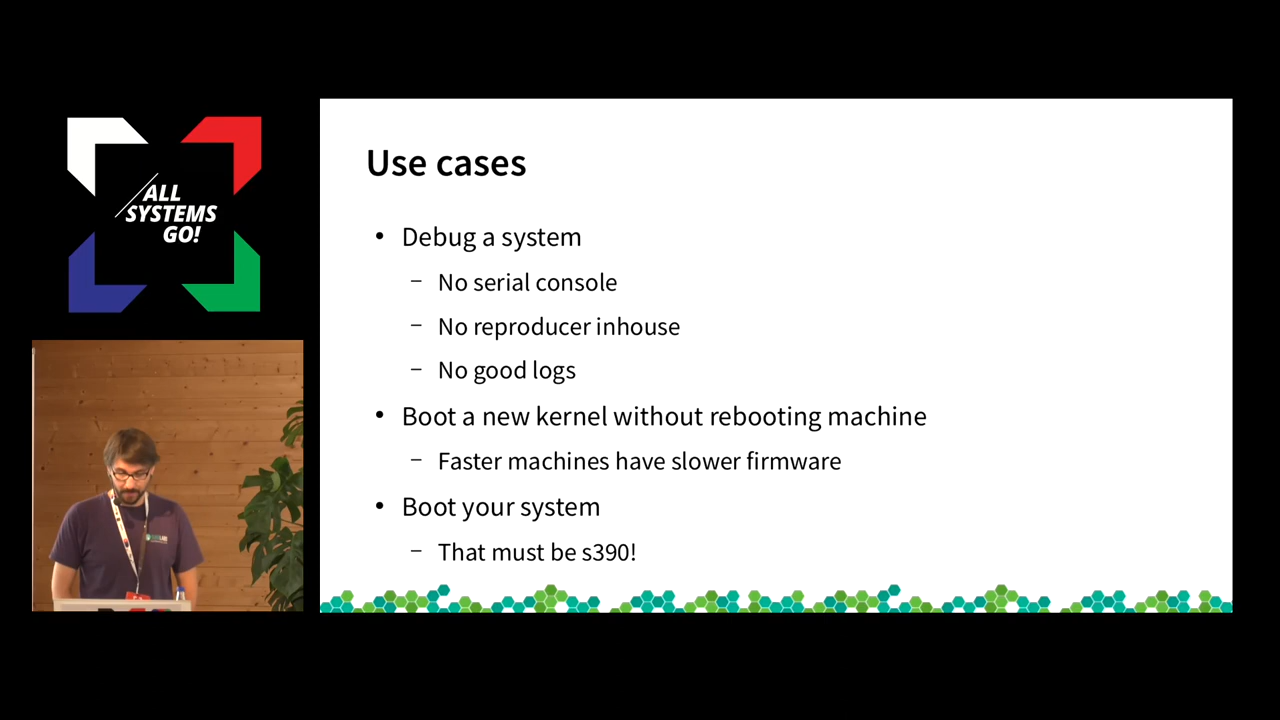 ALL
SYSTEMS
GO!
Use cases
• Debug a system
– No serial console
– No reproducer inhouse
– No good logs
• Boot a new kernel without rebooting machine
– Faster machines have slower firmware
• Boot your system
– That must be s390!